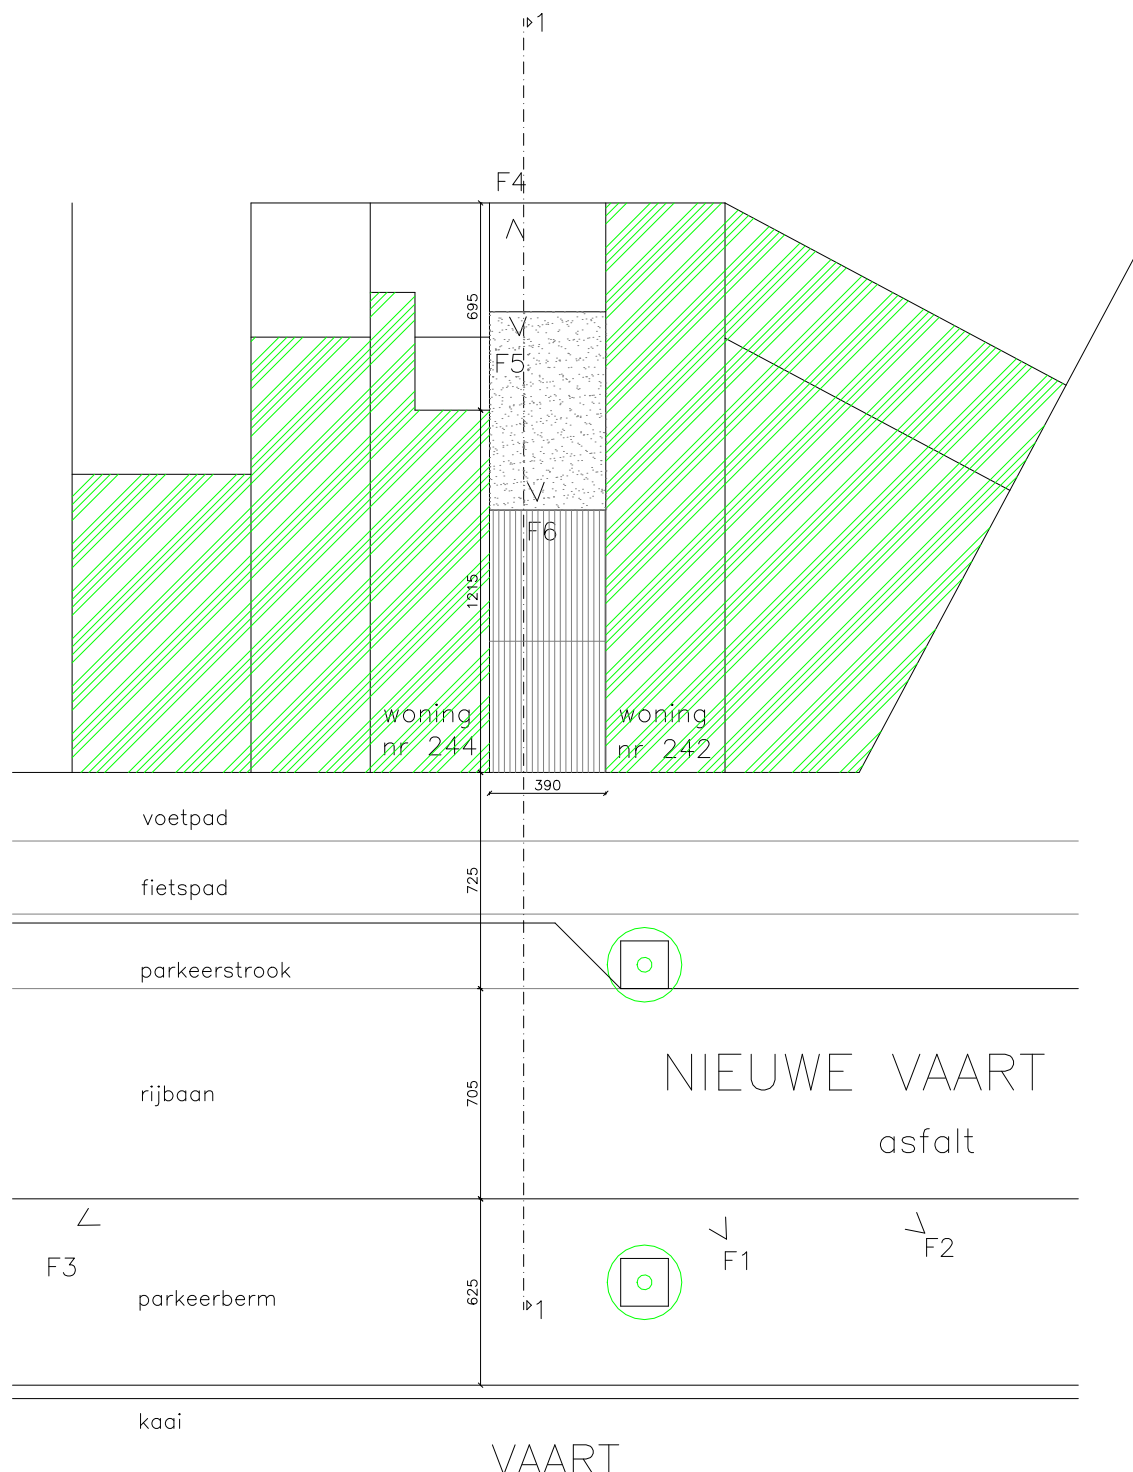 1
F4
695
F5
F6
1215
woning
nr 244
woning
nr 242
390
voetpad
725
fietspad
parkeerstrook
NIEUWE VAART
rijbaan
705
asfalt
F3
F1
F2
parkeerberm
625
1
kaai
VAART